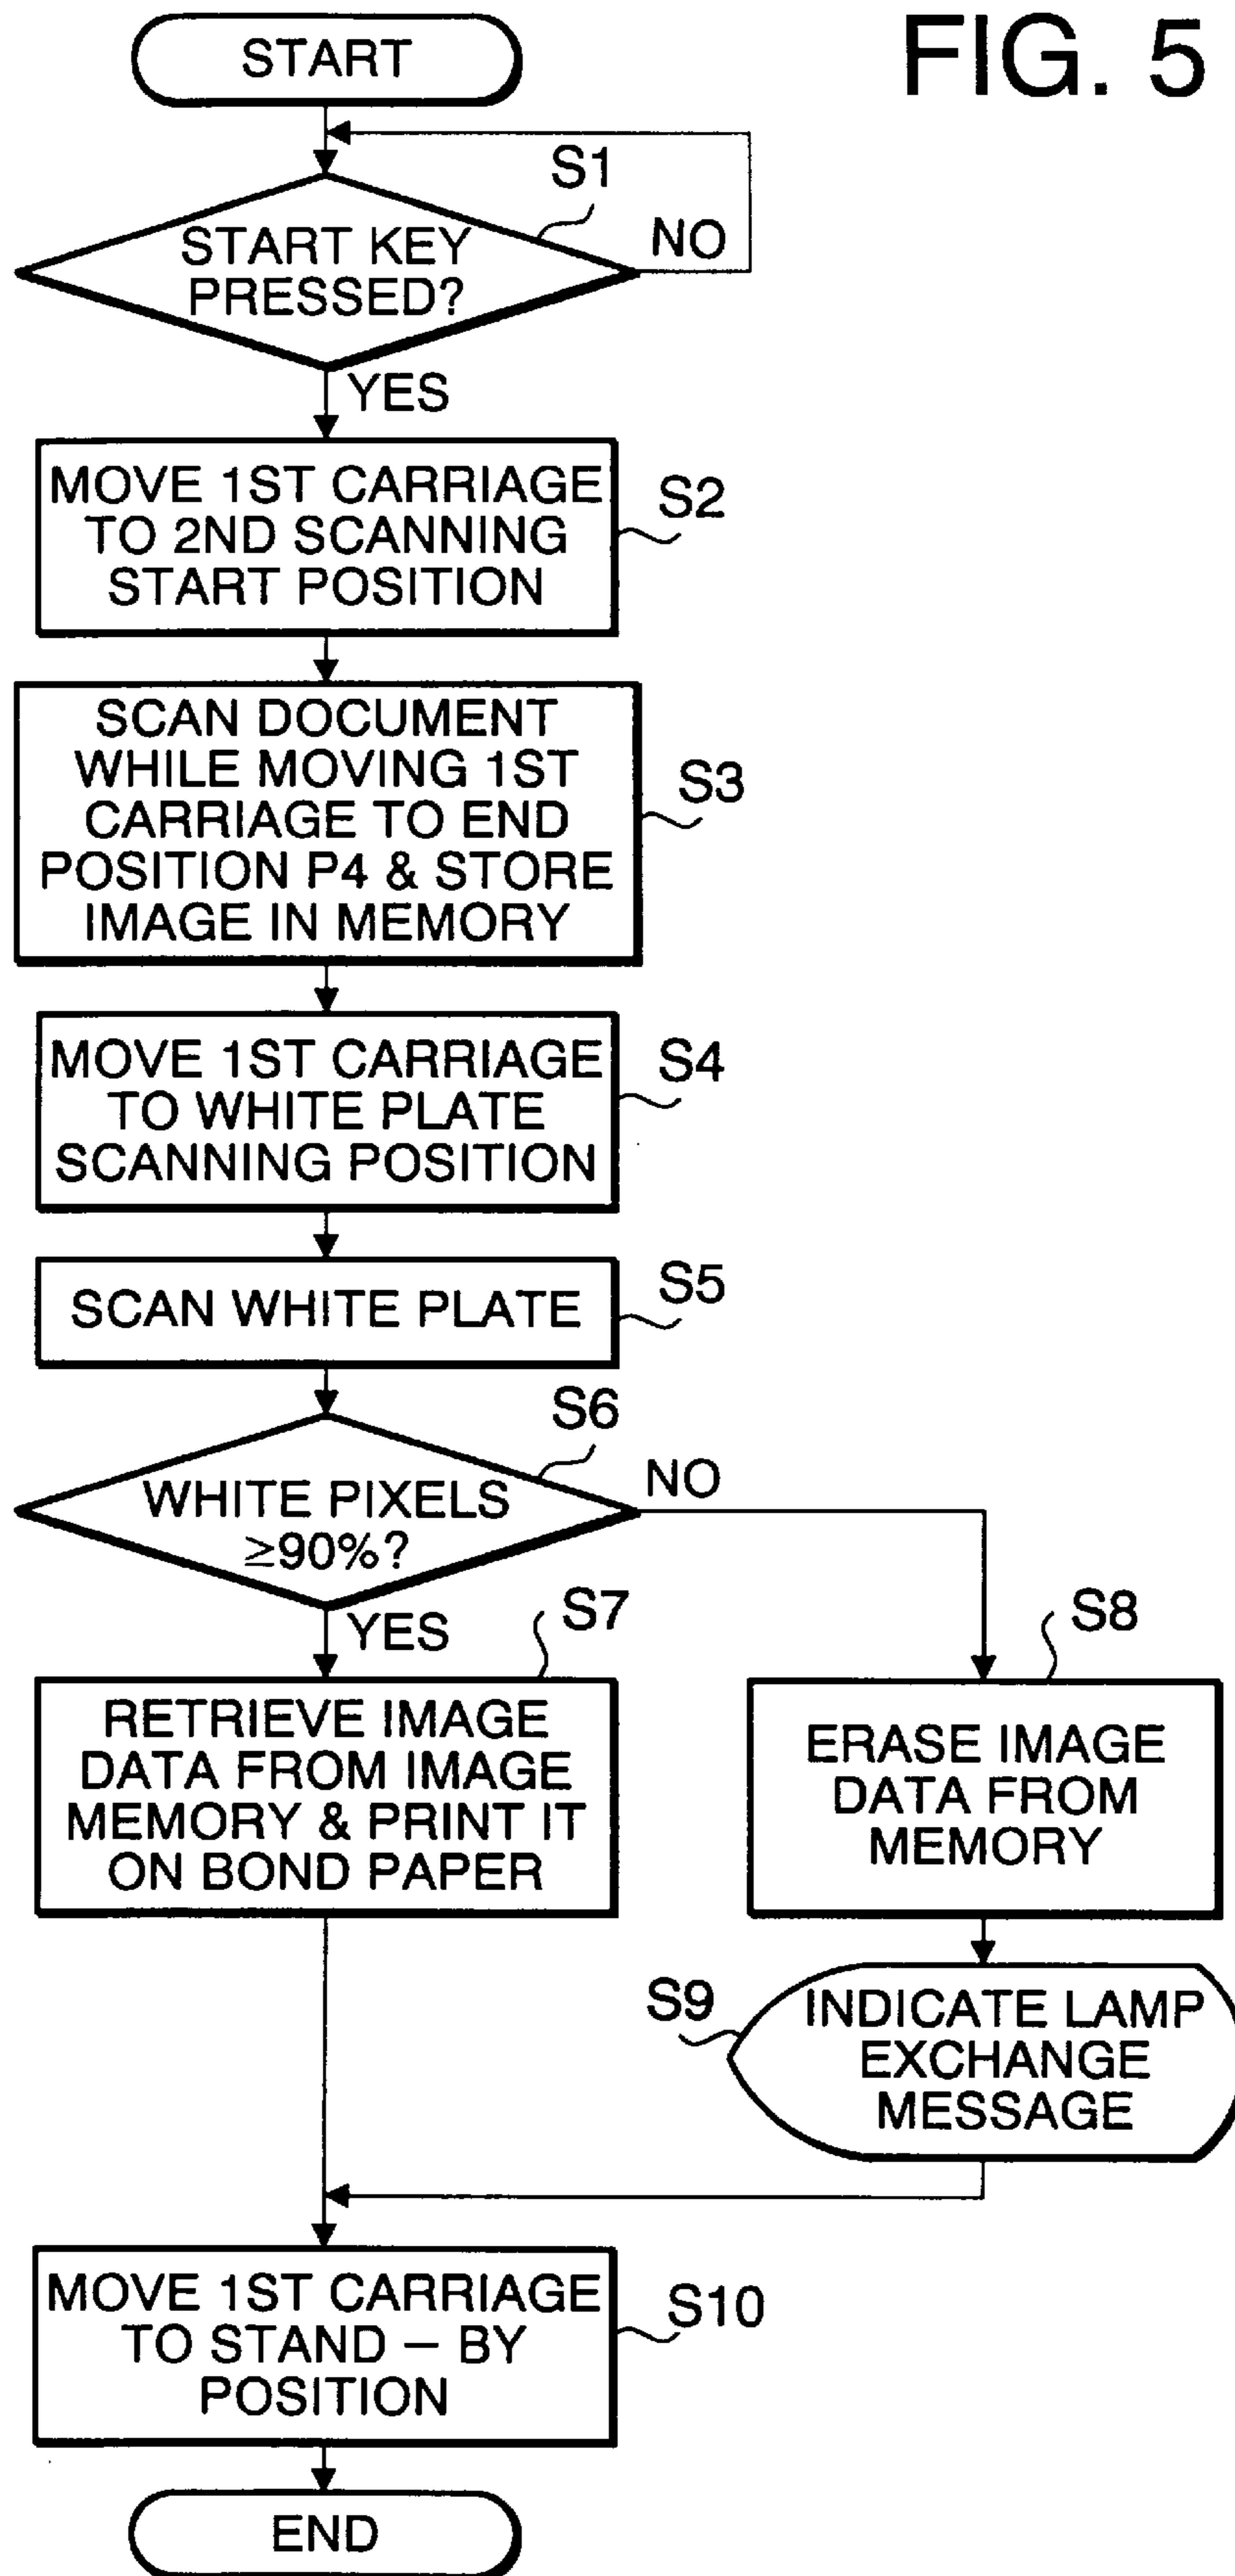 FIG. 5
START
S1
START KEY
PRESSED?
NO
YES
MOVE 1ST CARRIAGE
TO 2ND SCANNING
START POSITION
S2
SCAN DOCUMENT
WHILE MOVING 1ST
CARRIAGE TO END
POSITION P4 & STORE
IMAGE IN MEMORY
S3
MOVE 1ST CARRIAGE
TO WHITE PLATE
SCANNING POSITION
S4
SCAN WHITE PLATE
S5
S6
WHITE PIXELS
≥90%?
NO
YES
S7
RETRIEVE IMAGE
DATA FROM IMAGE
MEMORY & PRINT IT
ON BOND PAPER
S8
ERASE IMAGE
DATA FROM
MEMORY
S9
INDICATE LAMP
EXCHANGE
MESSAGE
MOVE 1ST CARRIAGE
TO STAND – BY
POSITION
S10
END